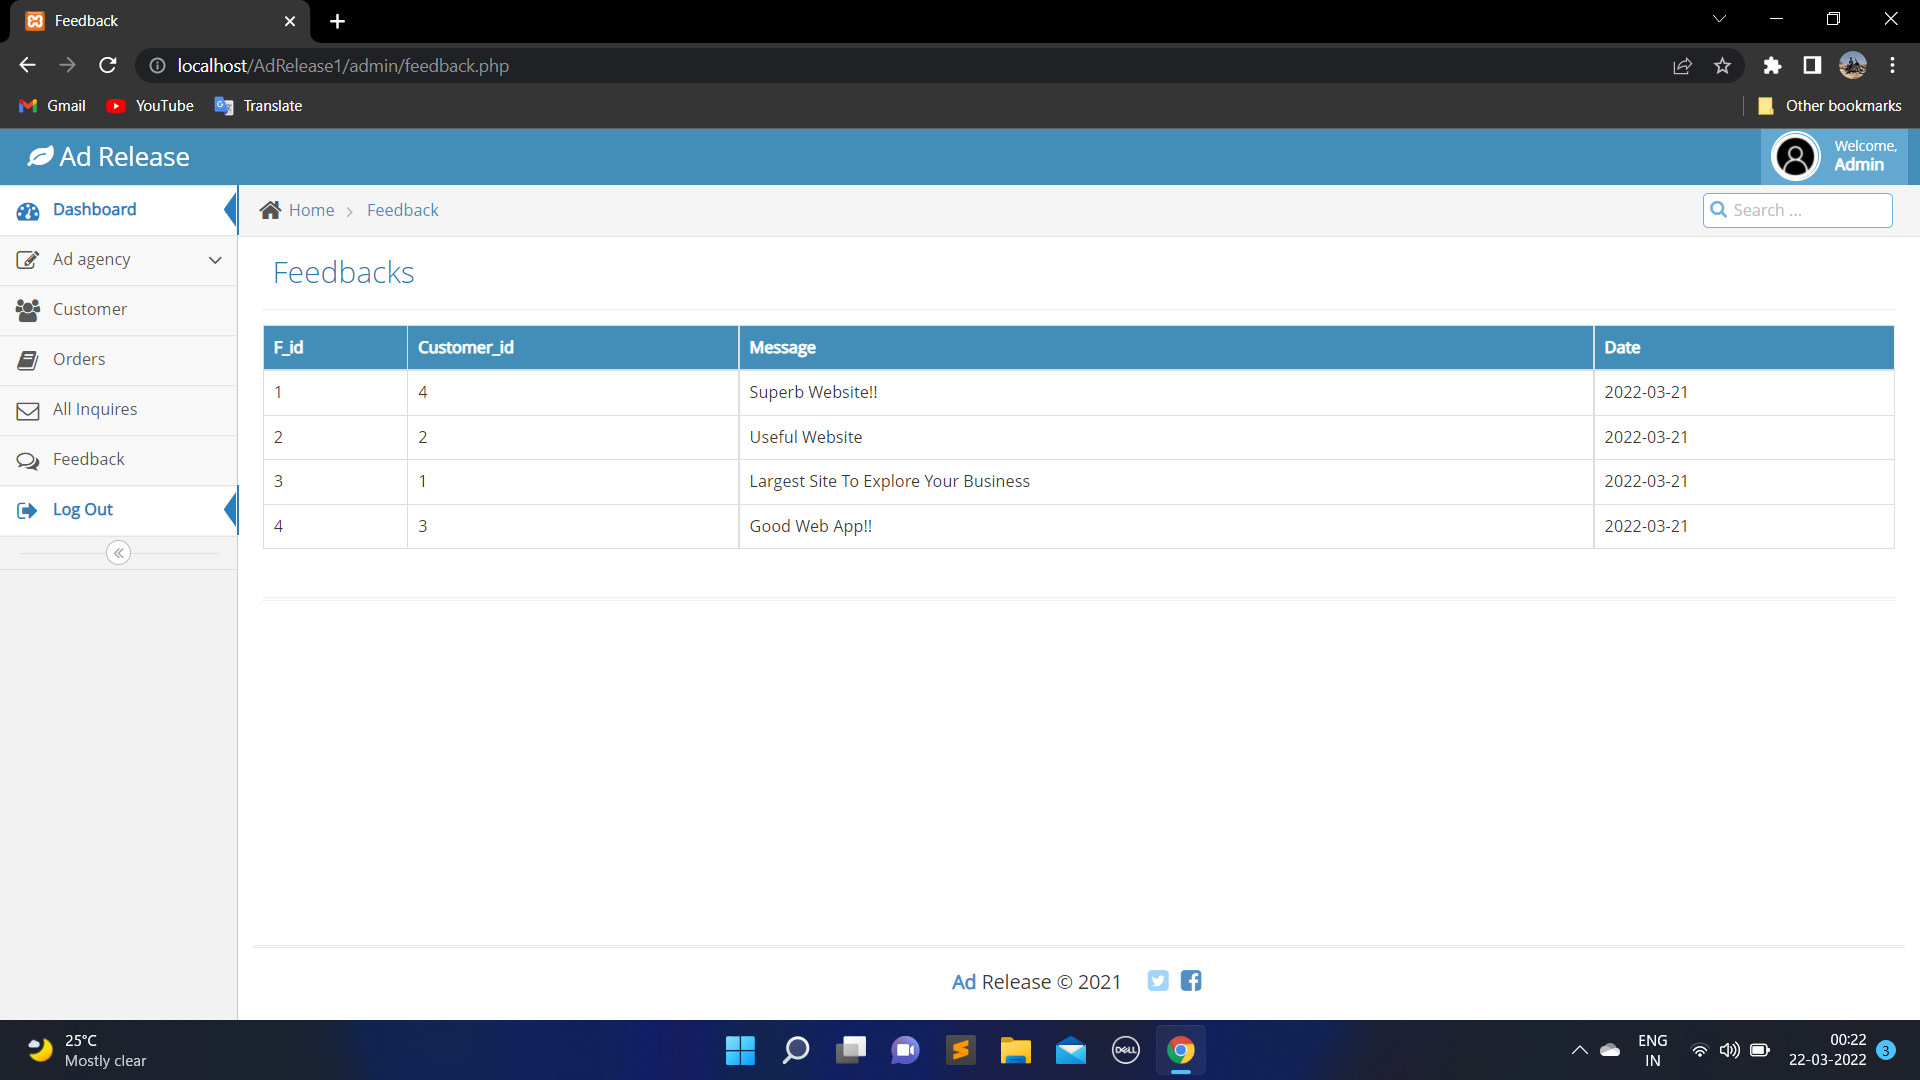 Feedback
localhost/AdRelease1/admin/feedback.php
Gmail YouTube Translate Other bookmarks
Ad Release
Welcome,
Admin
Dashboard
Ad agency
Customer
Orders
All Inquires
Feedback
Log Out
Home Feedback
Search ...
Feedbacks
F_id Customer_id Message Date
1 4 Superb Website!! 2022-03-21
2 2 Useful Website 2022-03-21
3 1 Largest Site To Explore Your Business 2022-03-21
4 3 Good Web App!! 2022-03-21
Ad Release © 2021
25°C
Mostly clear
DELL
ENG
IN
00:22
22-03-2022
3